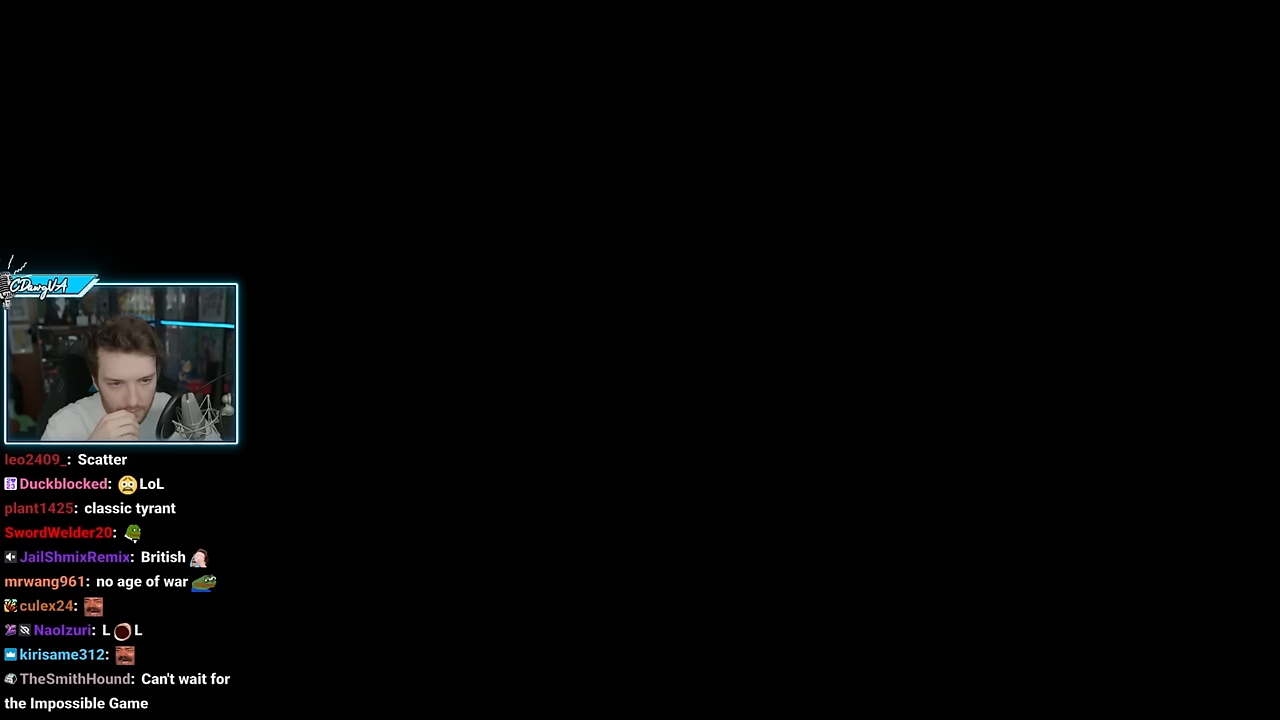 CDawgVA
leo2409_: Scatter
Duckblocked: LoL
plant1425: classic tyrant
SwordWelder20:
JailShmixRemix: British
mrwang961: no age of war
culex24:
NaoIzuri: L L
kirisame312:
TheSmithHound: Can't wait for
the Impossible Game